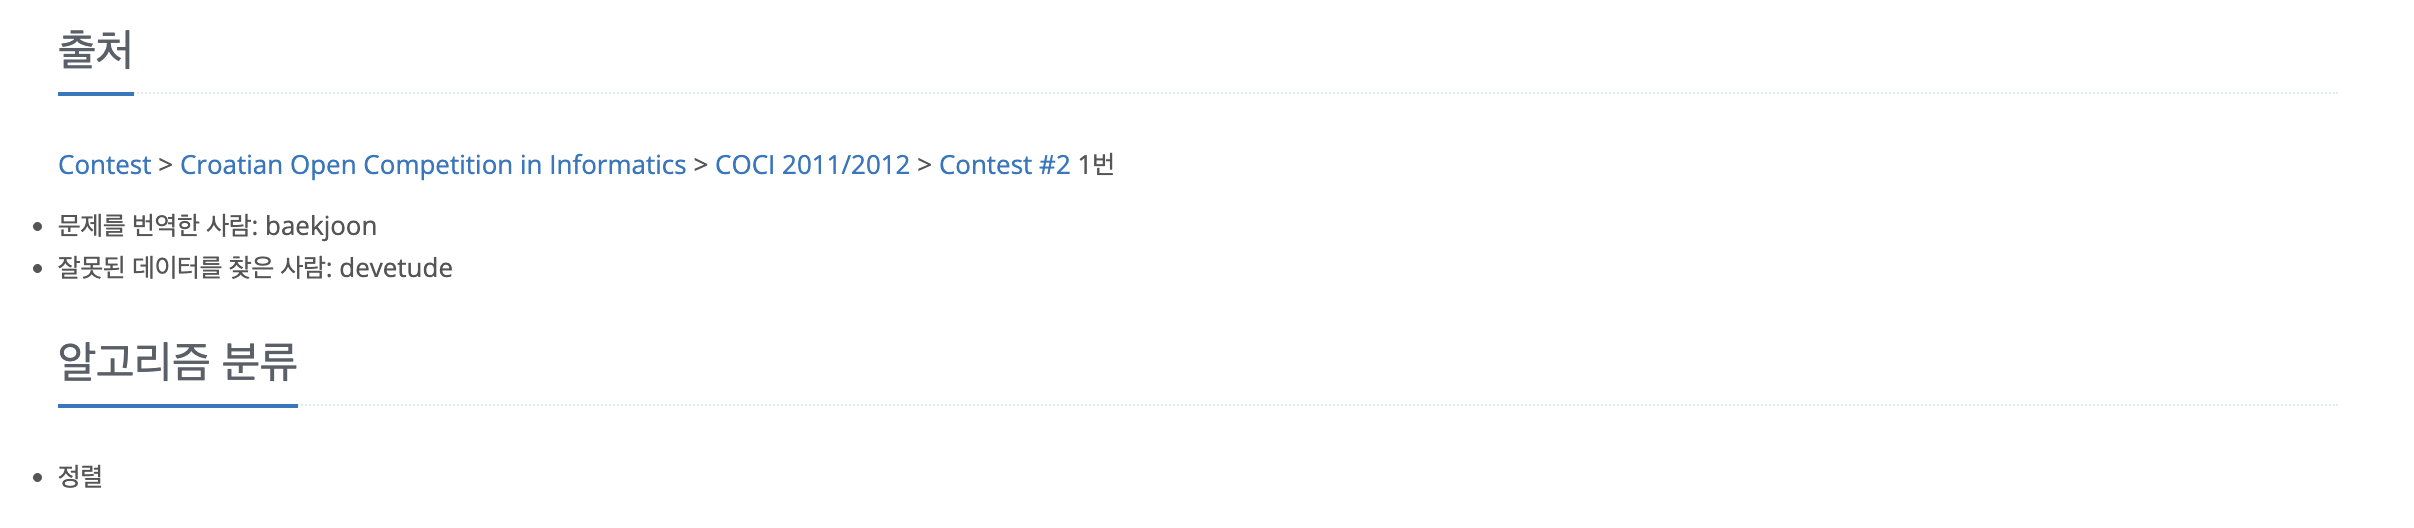 출처
Contest > Croatian Open Competition in Informatics > COCI 2011/2012 > Contest #2 1번
문제를 번역한 사람: baekjoon
잘못된 데이터를 찾은 사람: devetude
알고리즘 분류
정렬